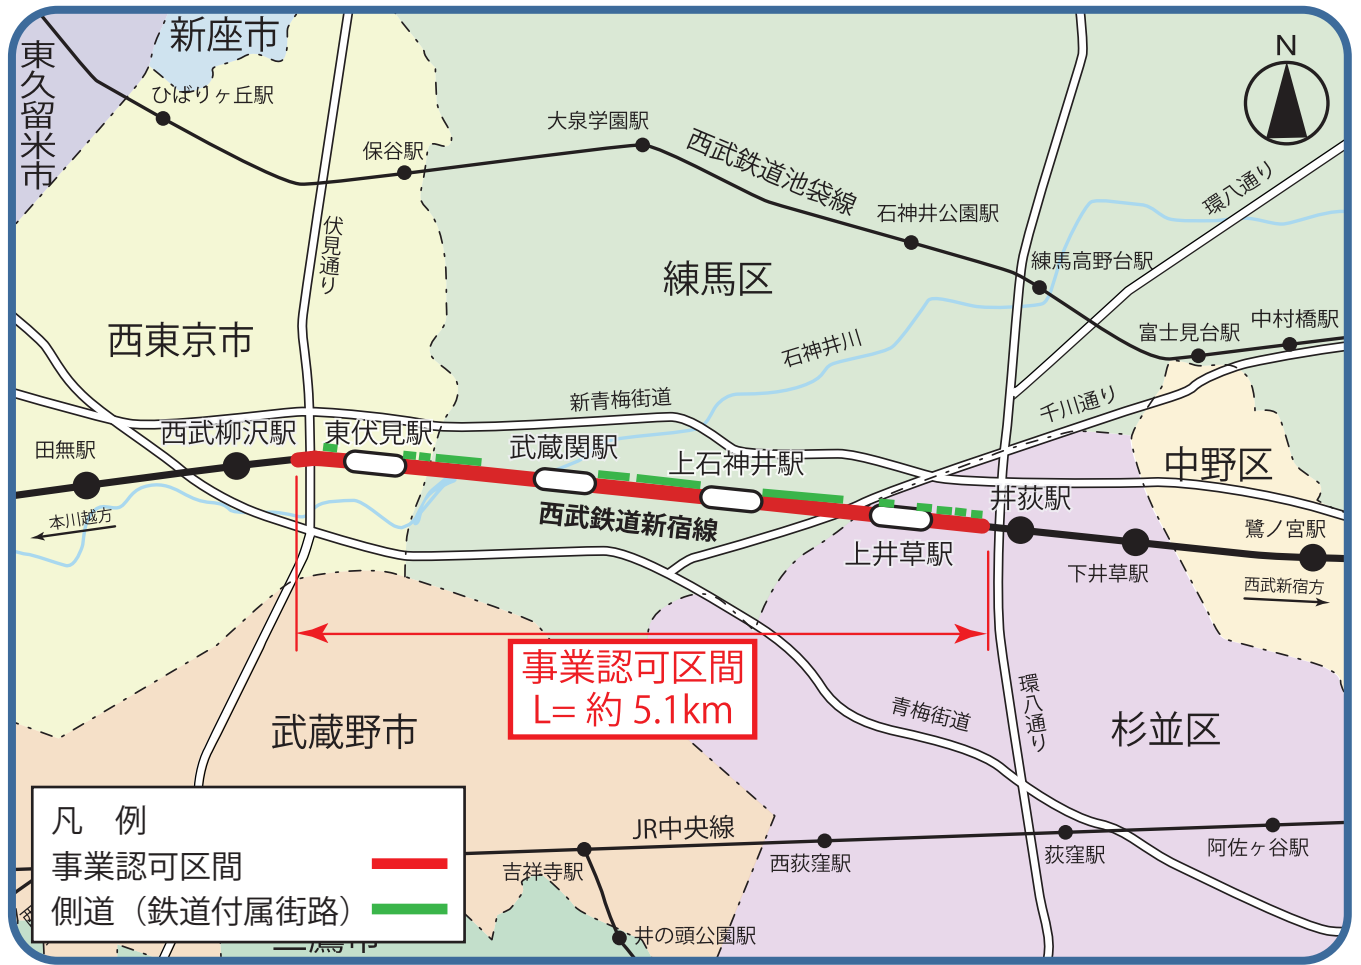 新座市
東久留米市
N
ひばりヶ丘駅
保谷駅
大泉学園駅
西武鉄道池袋線
石神井公園駅
環八通り
練馬高野台駅
富士見台駅
中村橋駅
伏見通り
練馬区
西東京市
石神井川
新青梅街道
千川通り
田無駅
西武柳沢駅
東伏見駅
武蔵関駅
上石神井駅
中野区
井荻駅
本川越方
西武鉄道新宿線
上井草駅
下井草駅
鷺ノ宮駅
西武新宿方
事業認可区間
L= 約 5.1km
武蔵野市
青梅街道
環八通り
杉並区
凡　例
事業認可区間
側道（鉄道付属街路）
JR中央線
吉祥寺駅
西荻窪駅
荻窪駅
阿佐ヶ谷駅
井の頭公園駅